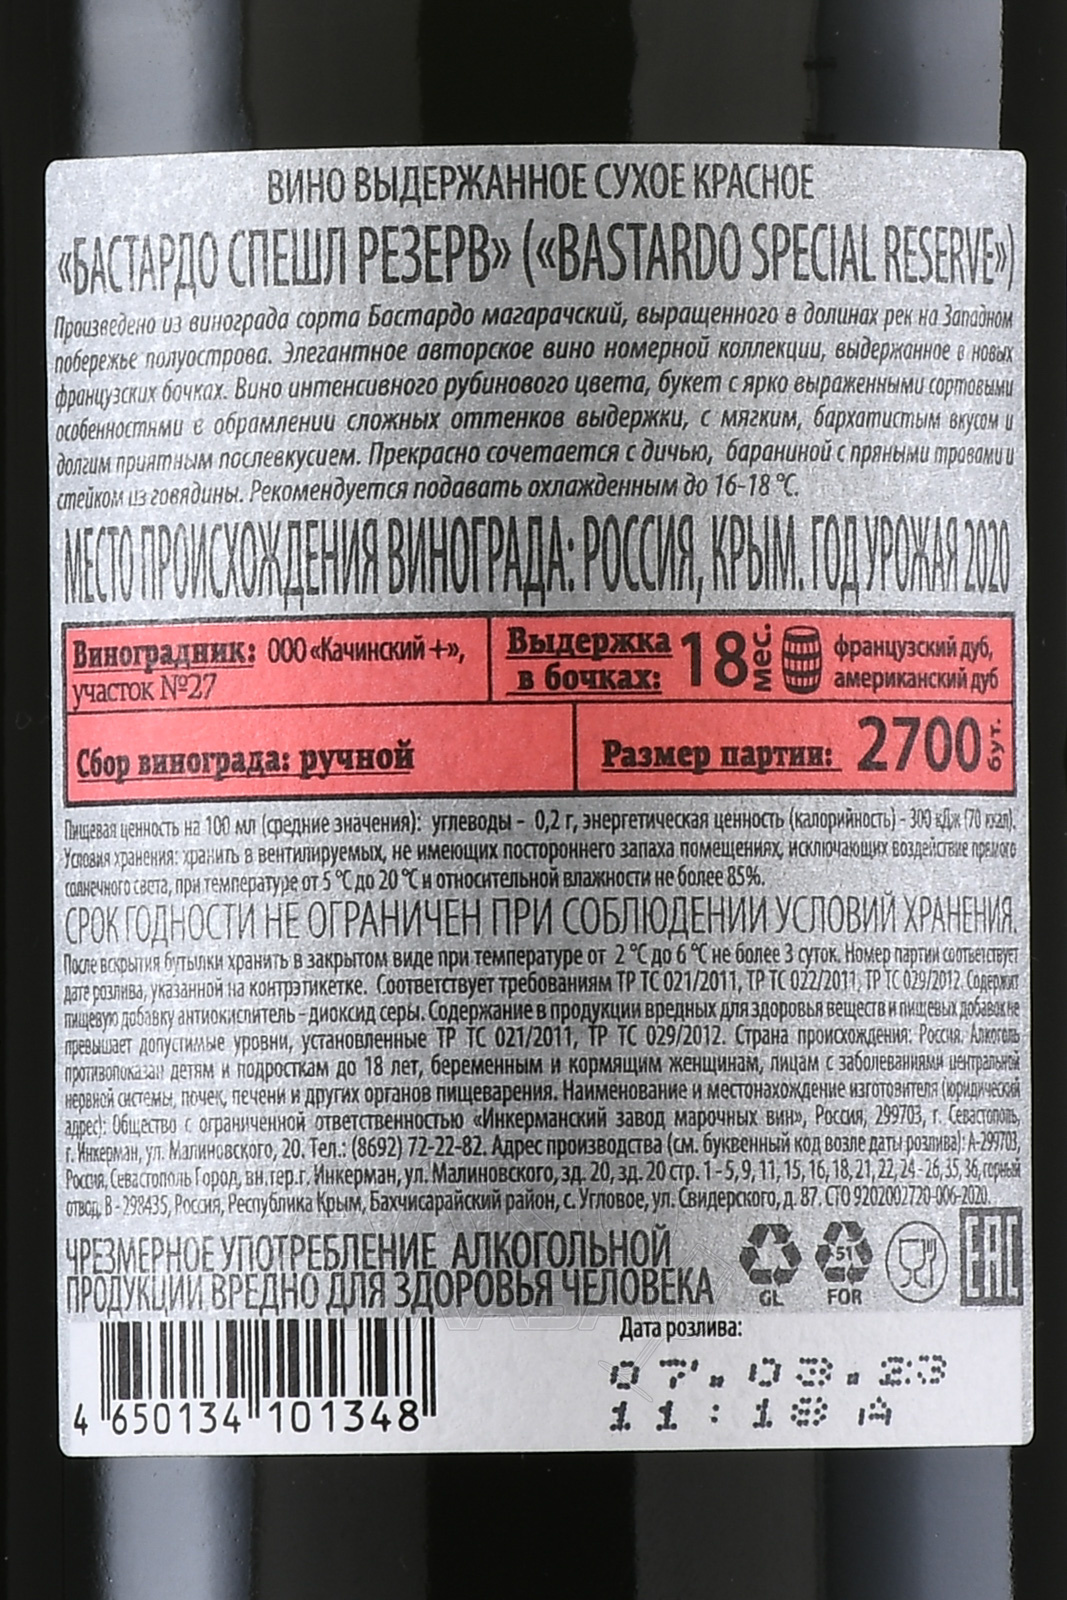 ВИНО ВЫДЕРЖАННОЕ СУХОЕ КРАСНОЕ
«БАСТАРДО СПЕШЛ РЕЗЕРВ» («BASTARDO SPECIAL RESERVE»)
Произведено из винограда сорта Бастардо магарачский, выращенного в долинах рек на Западном
побережье полуострова. Элегантное авторское вино номерной коллекции, выдержанное в новых
французских бочках. Вино интенсивного рубинового цвета, букет с ярко выраженными сортовыми
особенностями в обрамлении сложных оттенков выдержки, с мягким, бархатистым вкусом и
долгим приятным послевкусием. Прекрасно сочетается с дичью, бараниной с пряными травами и
стейком из говядины. Рекомендуется подавать охлажденным до 16-18 °С.
МЕСТО ПРОИСХОЖДЕНИЯ ВИНОГРАДА: РОССИЯ, КРЫМ. ГОД УРОЖАЯ 2020
Виноградник: ООО «Качинский +»,
участок №27
Выдержка
в бочках:
18 мес.
французский дуб,
американский дуб
Сбор винограда: ручной
Размер партии: 2700 бут.
Пищевая ценность на 100 мл (средние значения): углеводы - 0,2 г, энергетическая ценность (калорийность) - 300 кДж (70 ккал).
Условия хранения: хранить в вентилируемых, не имеющих постороннего запаха помещениях, исключающих воздействие прямого
солнечного света, при температуре от 5 °С до 20 °С и относительной влажности не более 85%.
СРОК ГОДНОСТИ НЕ ОГРАНИЧЕН ПРИ СОБЛЮДЕНИИ УСЛОВИЙ ХРАНЕНИЯ.
После вскрытия бутылки хранить в закрытом виде при температуре от 2 °С до 6 °С не более 3 суток. Номер партии соответствует
дате розлива, указанной на контрэтикетке. Соответствует требованиям ТР ТС 021/2011, ТР ТС 022/2011, ТР ТС 029/2012. Содержит
пищевую добавку антиокислитель - диоксид серы. Содержание в продукции вредных для здоровья веществ и пищевых добавок не
превышает допустимые уровни, установленные ТР ТС 021/2011, ТР ТС 029/2012. Страна происхождения: Россия. Алкоголь
противопоказан детям и подросткам до 18 лет, беременным и кормящим женщинам, лицам с заболеваниями центральной
нервной системы, почек, печени и других органов пищеварения. Наименование и местонахождение изготовителя (юридический
адрес): Общество с ограниченной ответственностью «Инкерманский завод марочных вин», Россия, 299703, г. Севастополь,
г. Инкерман, ул. Малиновского, 20. Тел.: (8692) 72-22-82. Адрес производства (см. буквенный код возле даты розлива): А-299703,
Россия, Севастополь Город, вн.тер.г. Инкерман, ул. Малиновского, зд. 20, зд. 20 стр. 1-5, 9, 11, 15, 16, 18, 21, 22, 24-26, 35, 36, горный
отвод, В - 298435, Россия, Республика Крым, Бахчисарайский район, с. Угловое, ул. Свидерского, д. 87. СТО 9202002720-006-2020.
ЧРЕЗМЕРНОЕ УПОТРЕБЛЕНИЕ АЛКОГОЛЬНОЙ
ПРОДУКЦИИ ВРЕДНО ДЛЯ ЗДОРОВЬЯ ЧЕЛОВЕКА
GL
51
FOR
EAC
Дата розлива:
07.03.23
11:18 A
4 650134 101348